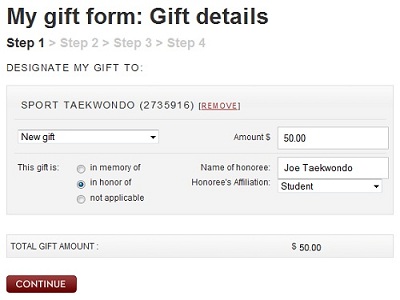 My gift form: Gift details
Step 1 > Step 2 > Step 3 > Step 4
DESIGNATE MY GIFT TO:
SPORT TAEKWONDO (2735916) [REMOVE]
New gift Amount $ 50.00
This gift is: in memory of Name of honoree: Joe Taekwondo
in honor of Honoree's Affiliation: Student
not applicable
TOTAL GIFT AMOUNT : $ 50.00
CONTINUE